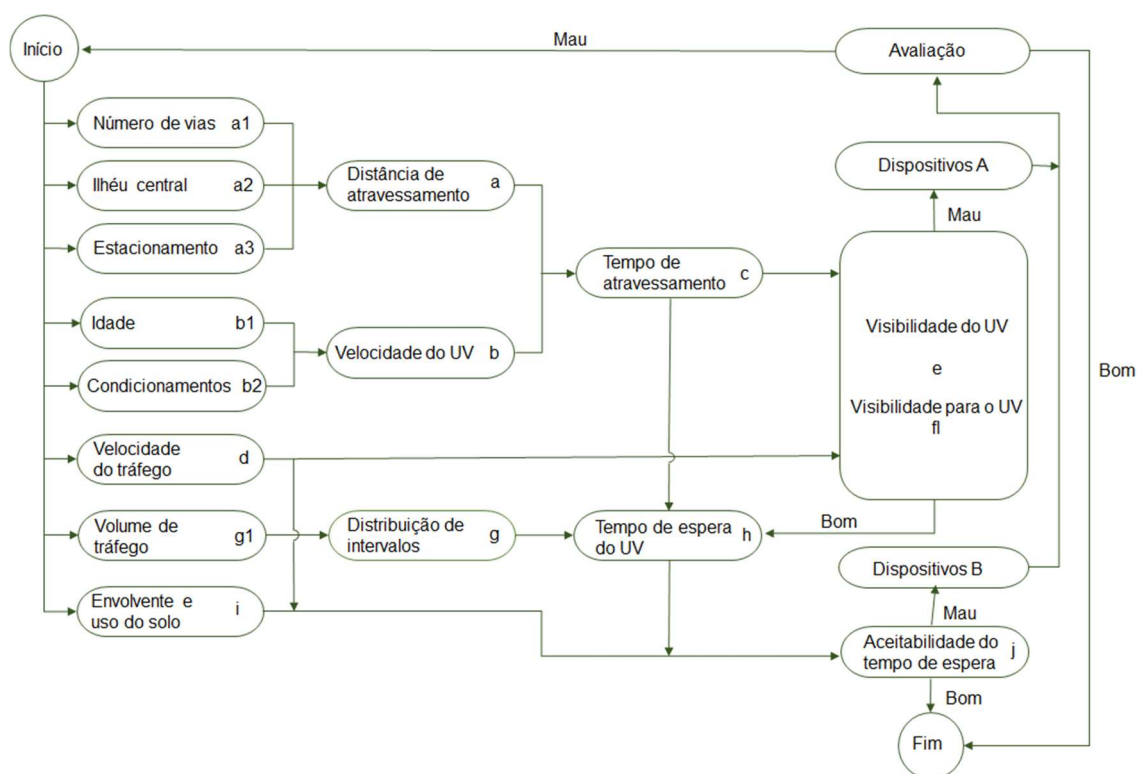 Início
Mau
Avaliação
Número de vias a1
Ilhéu central a2
Estacionamento a3
Distância de
atravessamento a
Dispositivos A
Mau
Idade b1
Condicionamentos b2
Velocidade do UV b
Tempo de
atravessamento c
Visibilidade do UV
e
Visibilidade para o UV
fl
Bom
Velocidade
do tráfego d
Volume de
tráfego g1
Distribuição de
intervalos g
Tempo de espera
do UV h
Bom
Dispositivos B
Mau
Envolvente e
uso do solo i
Aceitabilidade do
tempo de espera j
Bom
Fim